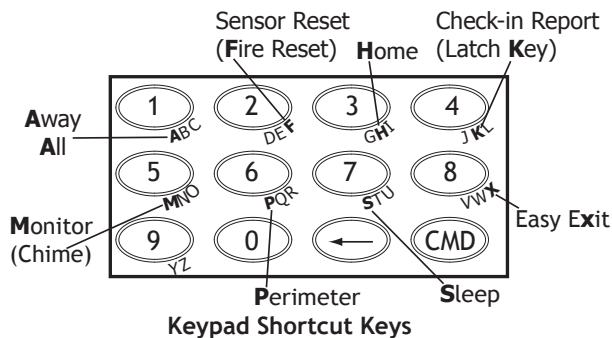 Sensor Reset
(Fire Reset)
Home
Check-in Report
(Latch Key)
Away
All
1
2
3
4
ABC
DEF
GHI
JKL
5
6
7
8
MNO
PQR
STU
VWX
Monitor
(Chime)
Easy Exit
9
0
CMD
YZ
Perimeter
Sleep
Keypad Shortcut Keys